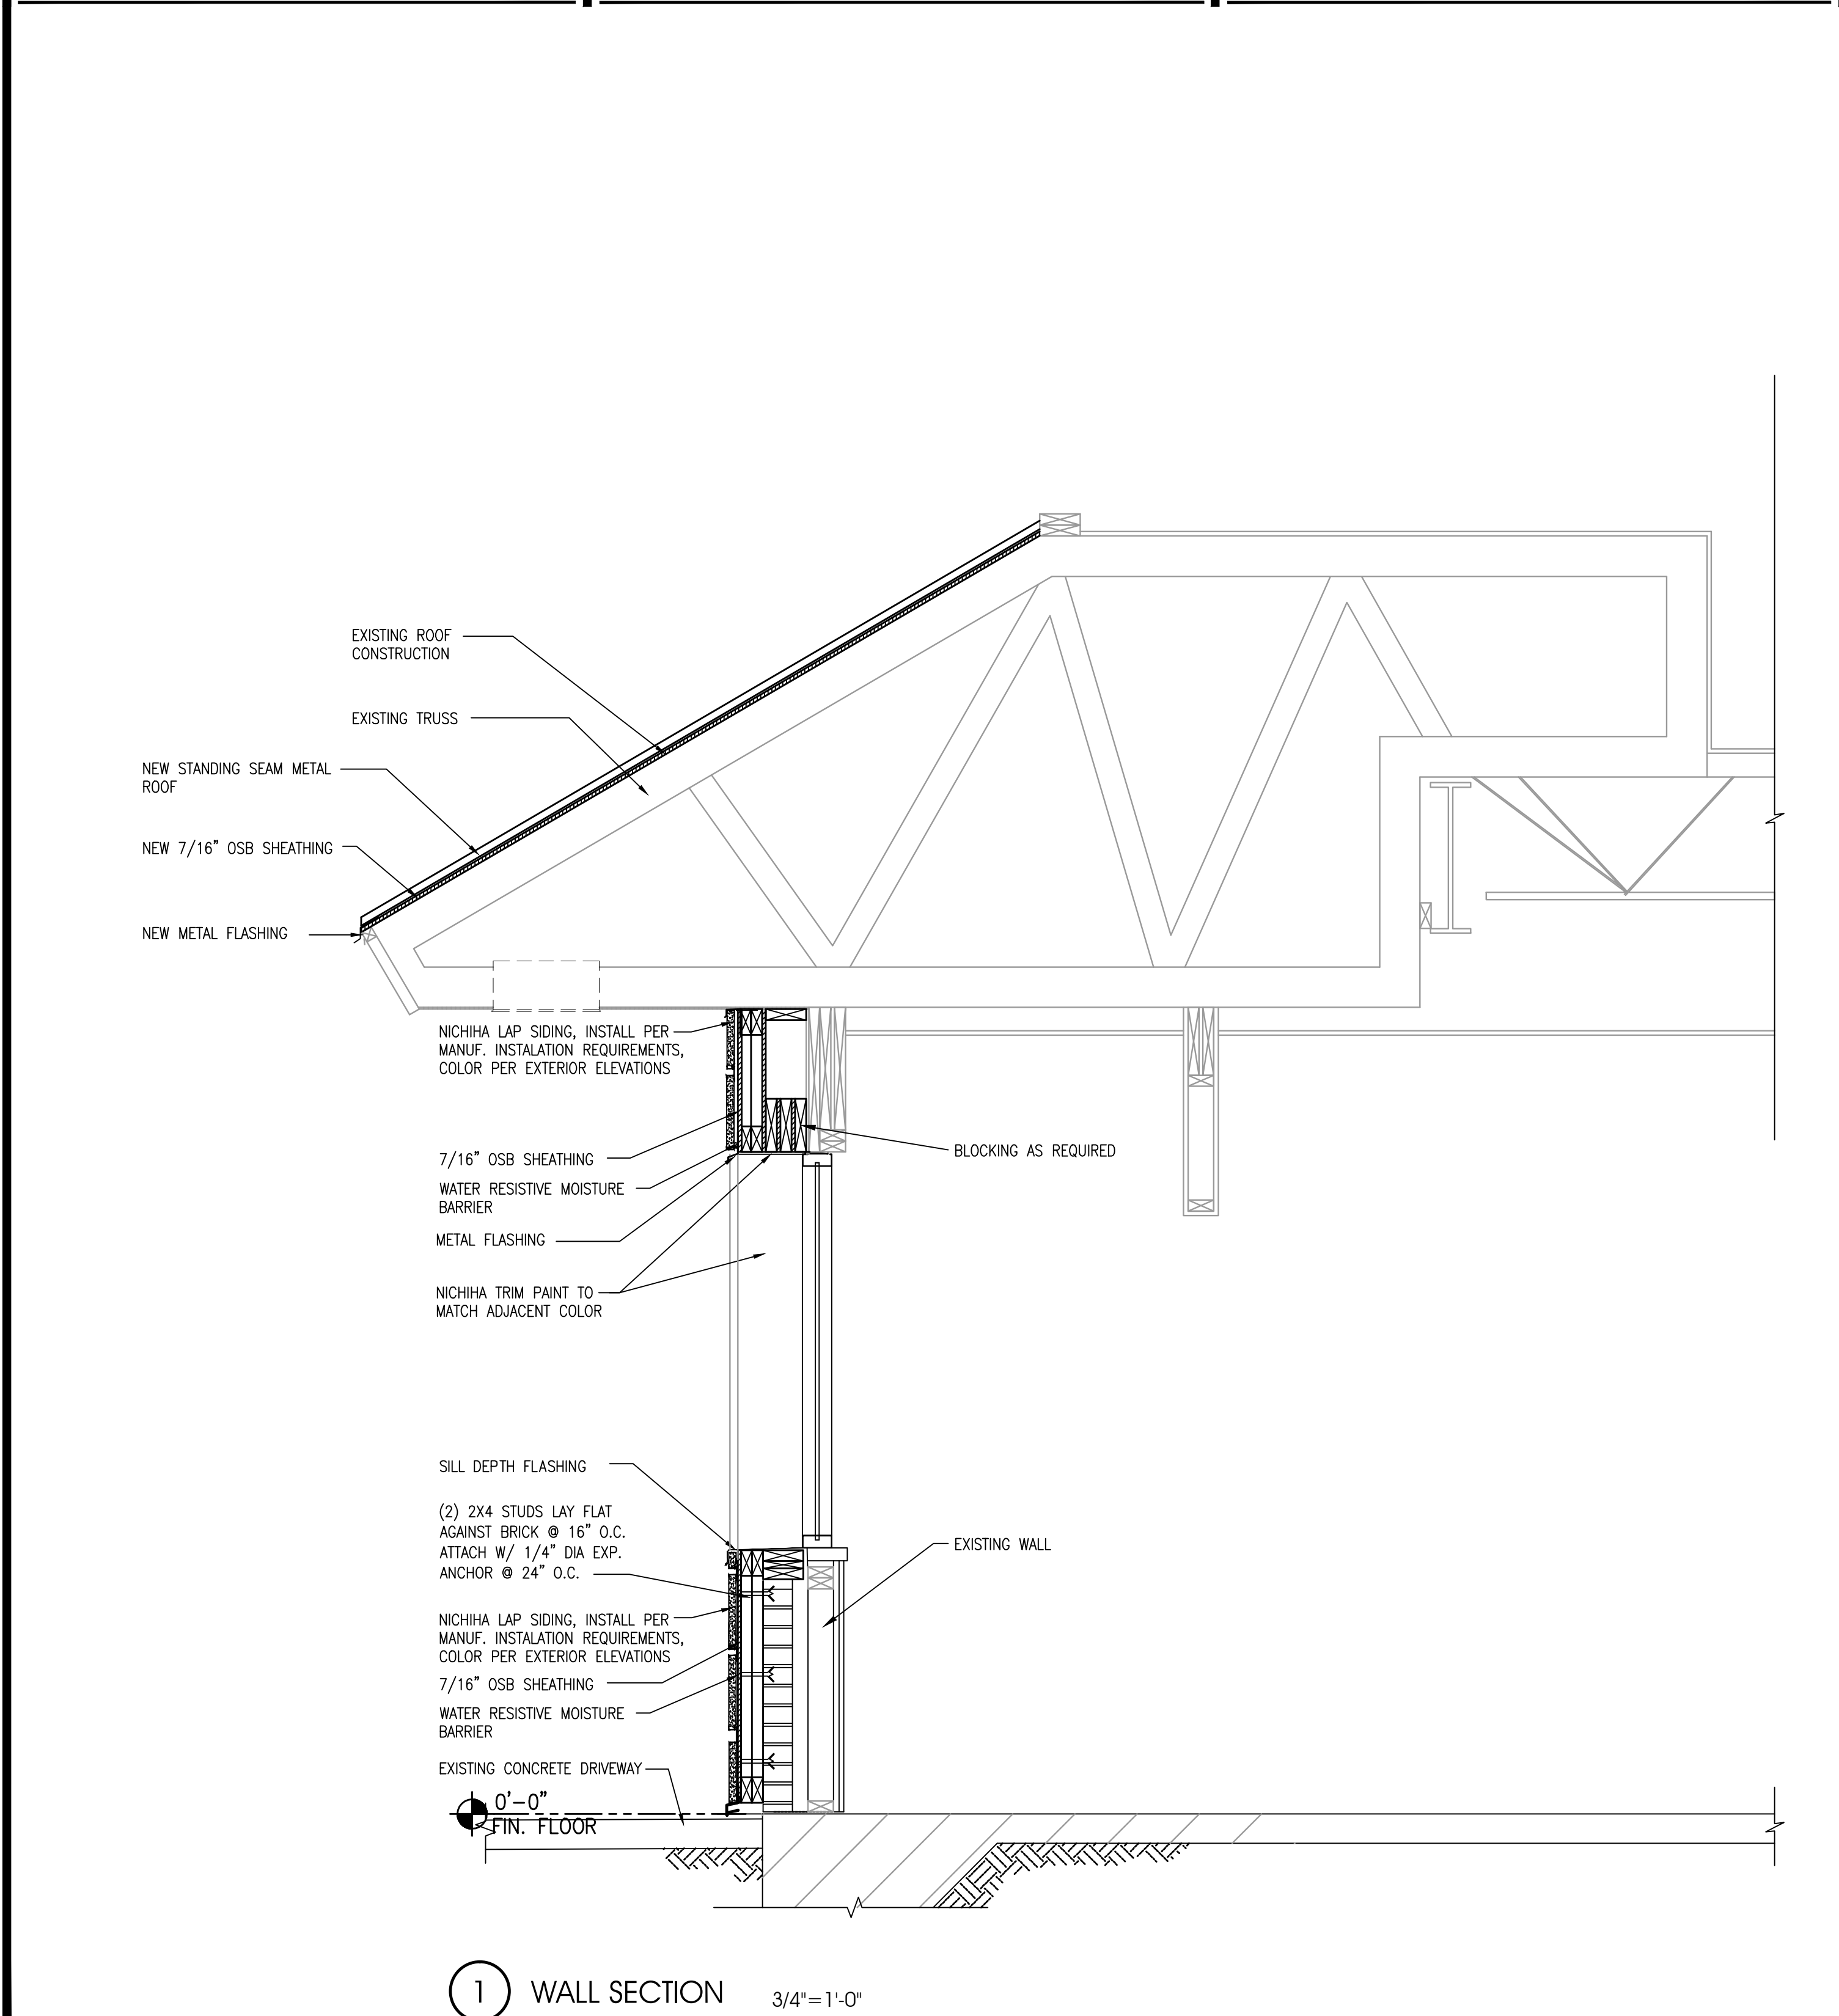 EXISTING ROOF
CONSTRUCTION
EXISTING TRUSS
NEW STANDING SEAM METAL
ROOF
NEW 7/16" OSB SHEATHING
NEW METAL FLASHING
NICHIHA LAP SIDING, INSTALL PER
MANUF. INSTALATION REQUIREMENTS,
COLOR PER EXTERIOR ELEVATIONS
BLOCKING AS REQUIRED
7/16" OSB SHEATHING
WATER RESISTIVE MOISTURE
BARRIER
METAL FLASHING
NICHIHA TRIM PAINT TO
MATCH ADJACENT COLOR
SILL DEPTH FLASHING
(2) 2X4 STUDS LAY FLAT
AGAINST BRICK @ 16" O.C.
ATTACH W/ 1/4" DIA EXP.
ANCHOR @ 24" O.C.
EXISTING WALL
NICHIHA LAP SIDING, INSTALL PER
MANUF. INSTALATION REQUIREMENTS,
COLOR PER EXTERIOR ELEVATIONS
7/16" OSB SHEATHING
WATER RESISTIVE MOISTURE
BARRIER
EXISTING CONCRETE DRIVEWAY
0'-0"
FIN. FLOOR
1 WALL SECTION 3/4"=1'-0"